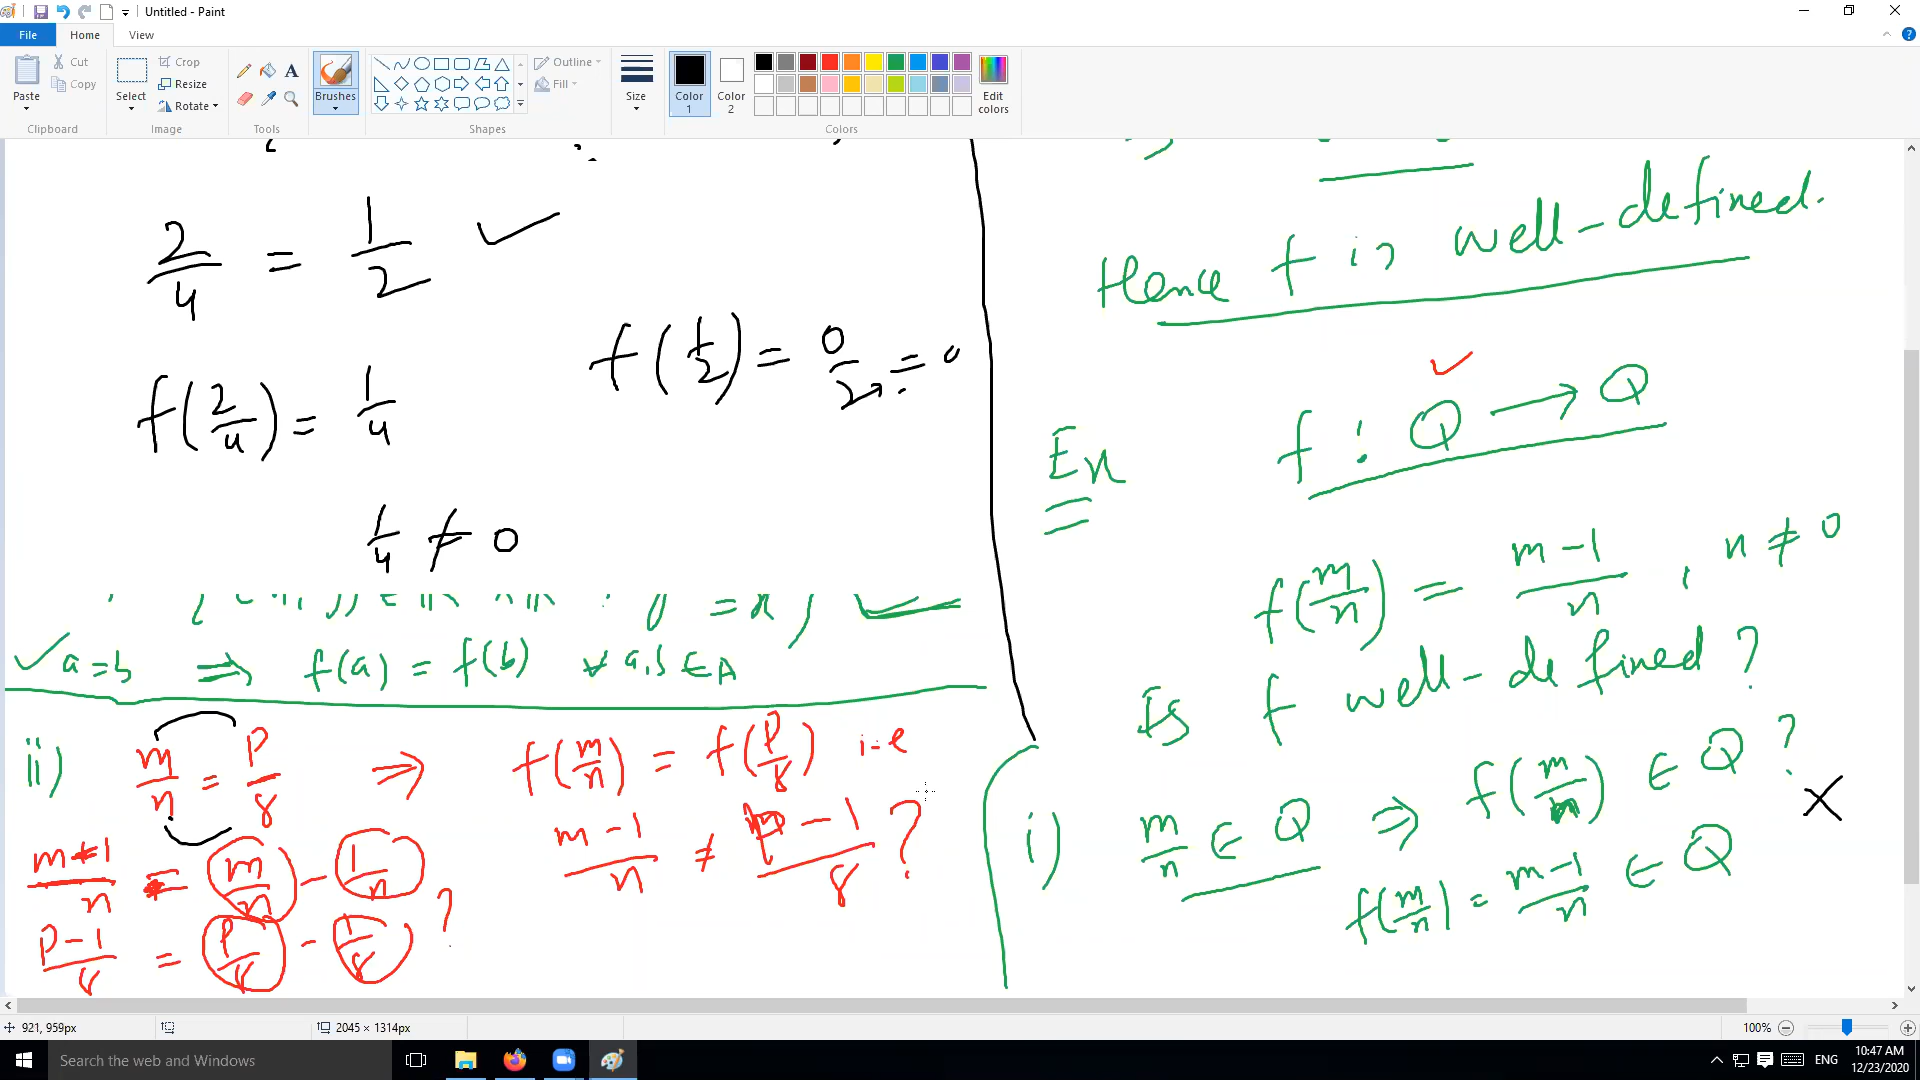 Untitled - Paint
File
Home
View
Paste
Cut
Copy
Clipboard
Select
Crop
Resize
Rotate
Image
Tools
Brushes
Shapes
Outline
Fill
Size
Color 1
Color 2
Edit colors
Colors
2/4 = 1/2 ✓
f(2/4) = 1/4
f(1/2) = 0/2 = 0
1/4 ≠ 0
✓ a=b ⇒ f(a) = f(b) ∀ a,b ∈ A
ii) m/n = p/q ⇒ f(m/n) = f(p/q) i-e
m-1/n ≠ p-1/q ?
m-1/n = m/n - 1/n
p-1/q = p/q - 1/q ?
Hence f is well-defined.
Ex f : Q → Q
f(m/n) = m-1/n , n ≠ 0
Is f well-defined?
i) m/n ∈ Q ⇒ f(m/n) ∈ Q ?
f(m/n) = m-1/n ∈ Q
921, 959px
2045 × 1314px
100%
Search the web and Windows
ENG
10:47 AM
12/23/2020